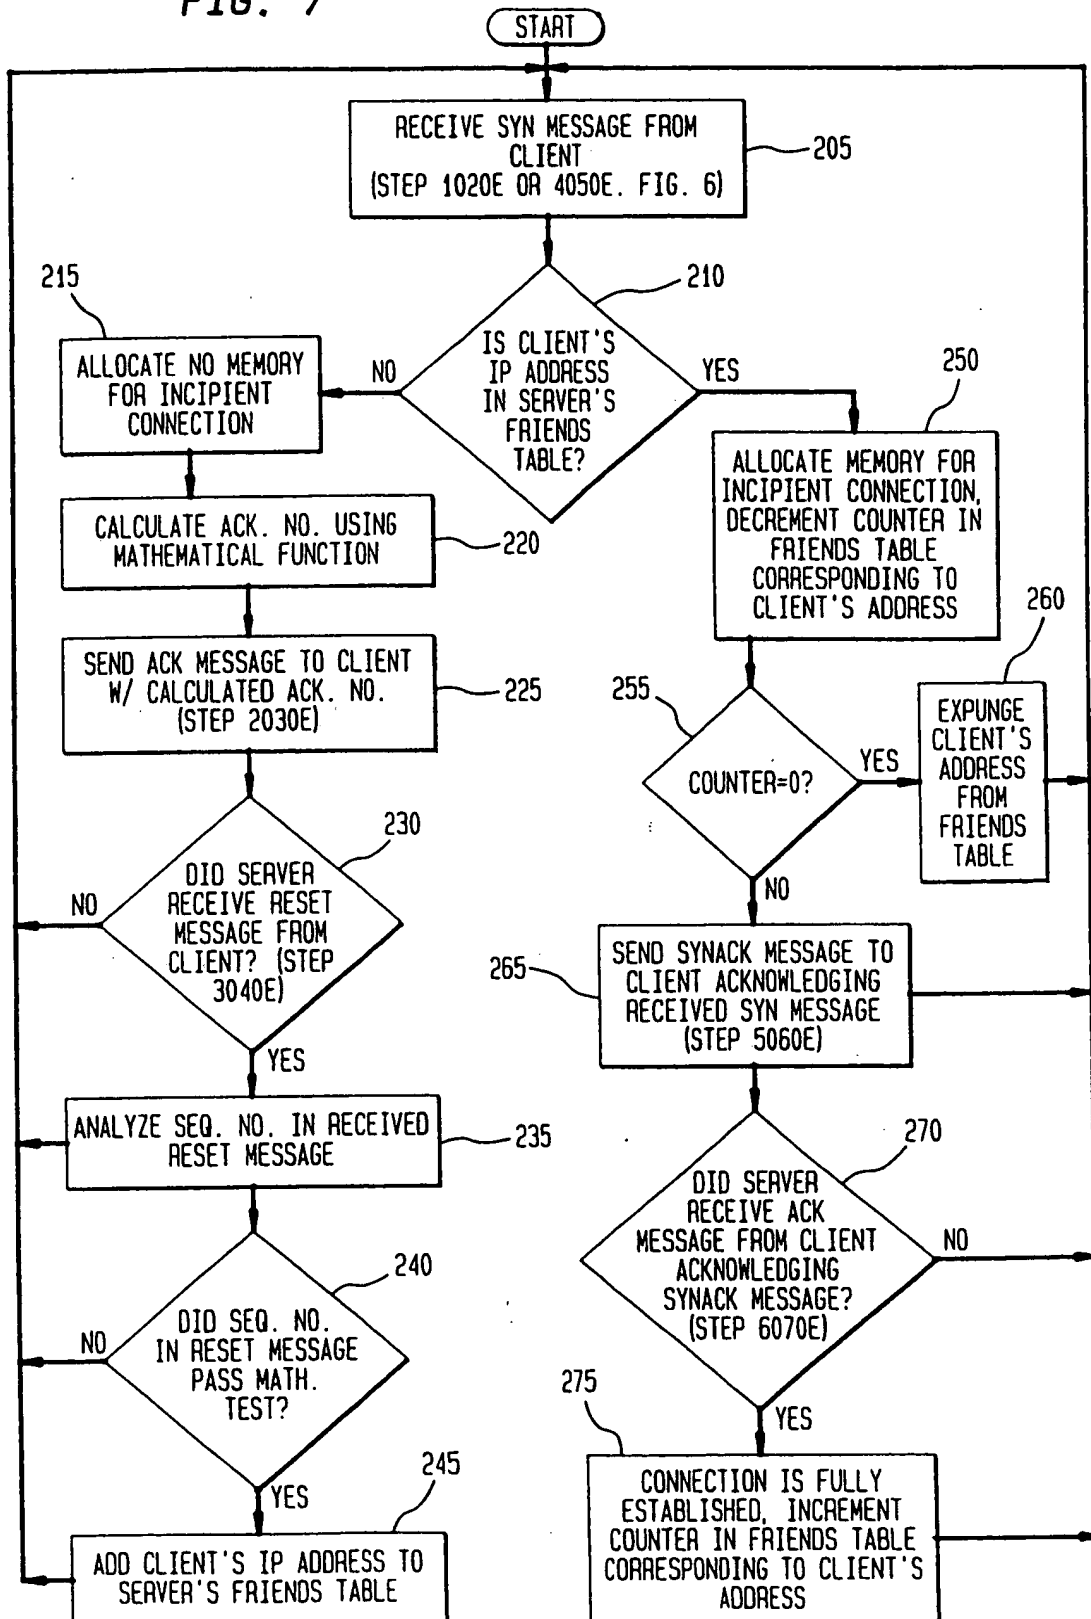 FIG. 7
START
RECEIVE SYN MESSAGE FROM
CLIENT
(STEP 1020E OR 4050E. FIG. 6)
205
210
IS CLIENT'S
IP ADDRESS
IN SERVER'S
FRIENDS
TABLE?
NO
YES
215
ALLOCATE NO MEMORY
FOR INCIPIENT
CONNECTION
CALCULATE ACK. NO. USING
MATHEMATICAL FUNCTION
220
SEND ACK MESSAGE TO CLIENT
W/ CALCULATED ACK. NO.
(STEP 2030E)
225
230
DID SERVER
RECEIVE RESET
MESSAGE FROM
CLIENT? (STEP
3040E)
NO
YES
ANALYZE SEQ. NO. IN RECEIVED
RESET MESSAGE
235
240
DID SEQ. NO.
IN RESET MESSAGE
PASS MATH.
TEST?
NO
YES
245
ADD CLIENT'S IP ADDRESS TO
SERVER'S FRIENDS TABLE
250
ALLOCATE MEMORY FOR
INCIPIENT CONNECTION,
DECREMENT COUNTER IN
FRIENDS TABLE
CORRESPONDING TO
CLIENT'S ADDRESS
255
COUNTER=0?
YES
NO
260
EXPUNGE
CLIENT'S
ADDRESS
FROM
FRIENDS
TABLE
265
SEND SYNACK MESSAGE TO
CLIENT ACKNOWLEDGING
RECEIVED SYN MESSAGE
(STEP 5060E)
270
DID SERVER
RECEIVE ACK
MESSAGE FROM CLIENT
ACKNOWLEDGING
SYNACK MESSAGE?
(STEP 6070E)
NO
YES
275
CONNECTION IS FULLY
ESTABLISHED, INCREMENT
COUNTER IN FRIENDS TABLE
CORRESPONDING TO CLIENT'S
ADDRESS